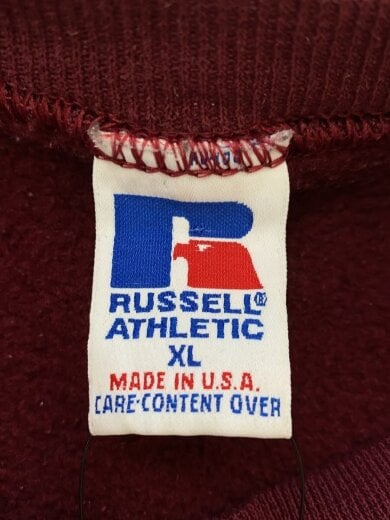 RUSSELL®
ATHLETIC
XL
MADE IN U.S.A.
CARE-CONTENT OVER